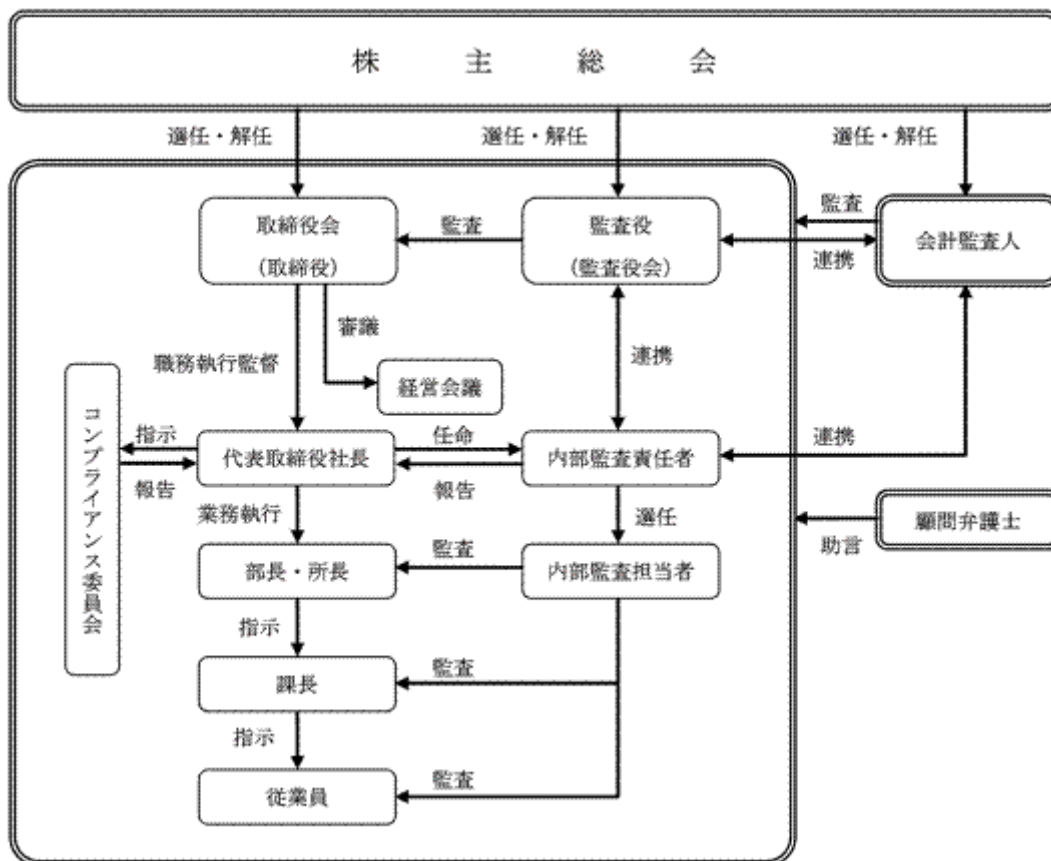 株主総会
選任・解任
選任・解任
選任・解任
取締役会
(取締役)
監査
監査役
(監査役会)
監査
連携
会計監査人
審議
職務執行監督
連携
経営会議
コンプライアンス委員会
指示
報告
代表取締役社長
任命
報告
内部監査責任者
連携
業務執行
選任
顧問弁護士
助言
部長・所長
監査
内部監査担当者
指示
課長
監査
指示
従業員
監査